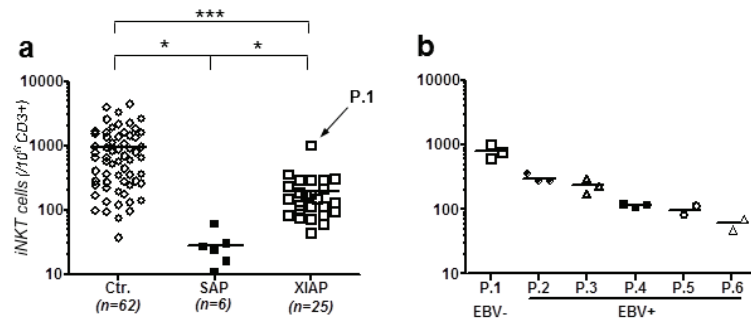 ***
a
*
*
b
P.1
iNKT cells (/10⁶ CD3+)
10000
1000
100
10
Ctr.
(n=62)
SAP
(n=6)
XIAP
(n=25)
10000
1000
100
10
P.1
P.2
P.3
P.4
P.5
P.6
EBV-
EBV+